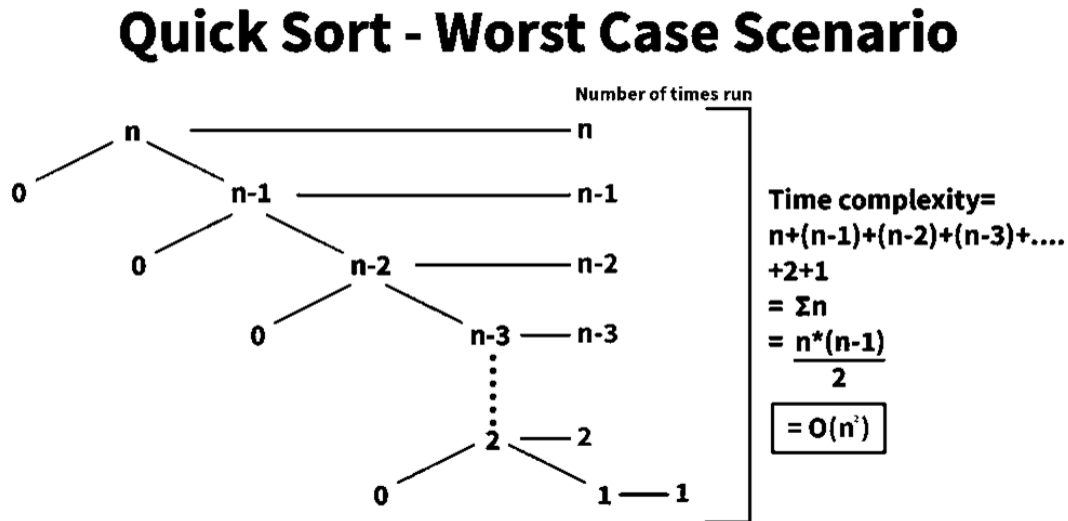 Quick Sort - Worst Case Scenario
Number of times run
n
n
0
n-1
n-1
0
n-2
n-2
0
n-3
n-3
2
2
0
1
1
Time complexity=
n+(n-1)+(n-2)+(n-3)+....
+2+1
= Σn
= n*(n-1)
2
= O(n²)